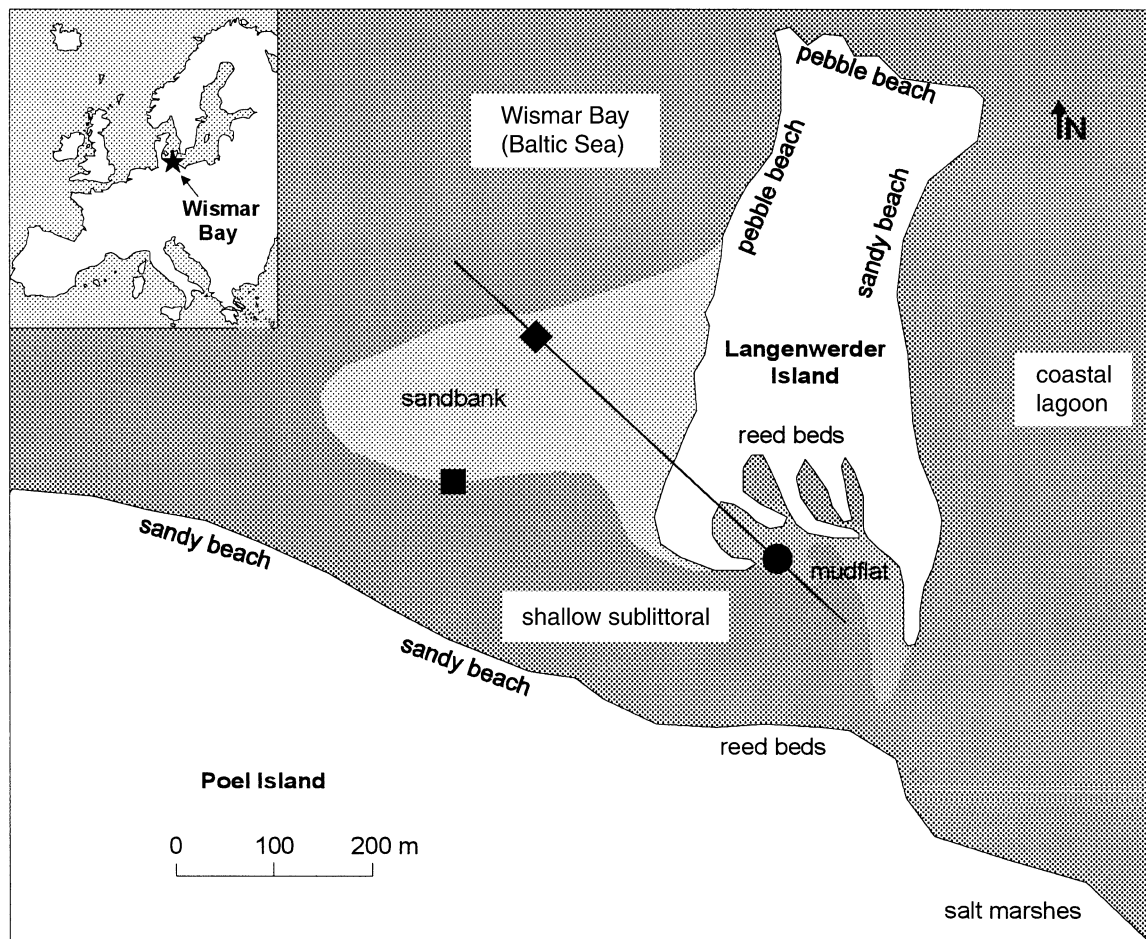 Wismar
Bay
Wismar Bay
(Baltic Sea)
pebble beach
N
pebble beach
sandy beach
Langenwerder
Island
coastal
lagoon
sandbank
reed beds
sandy beach
mudflat
shallow sublittoral
sandy beach
reed beds
Poel Island
0 100 200 m
salt marshes